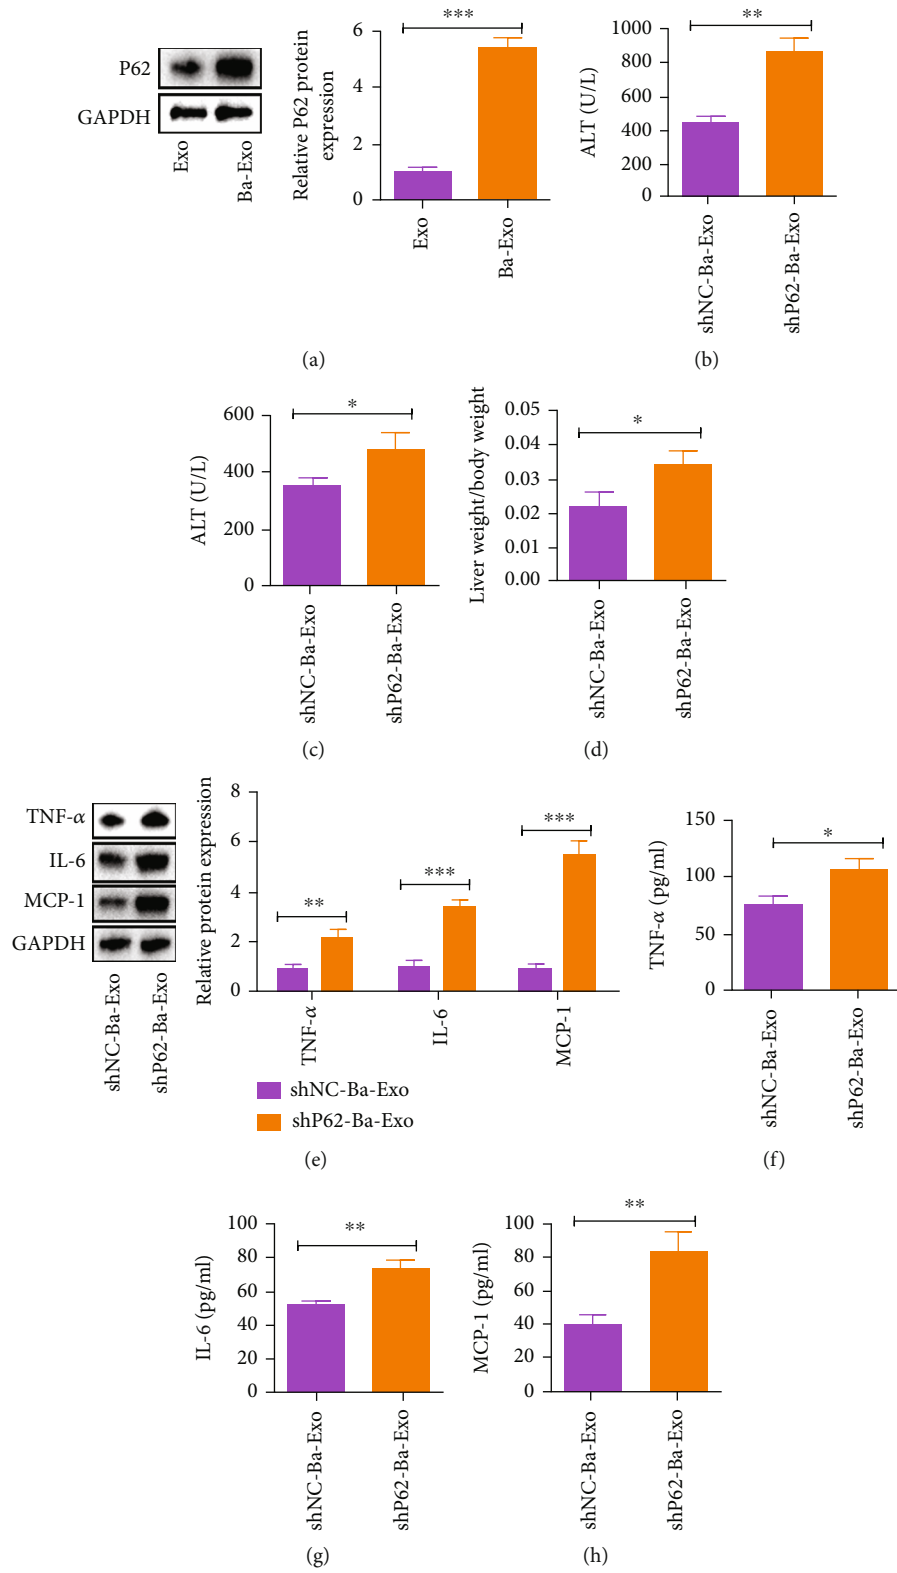 P62
GAPDH
Exo
Ba-Exo
Relative P62 protein
expression
6
4
2
0
***
Exo
Ba-Exo
(a)
ALT (U/L)
1000
800
600
400
200
0
**
shNC-Ba-Exo
shP62-Ba-Exo
(b)
ALT (U/L)
600
400
200
0
*
shNC-Ba-Exo
shP62-Ba-Exo
(c)
Liver weight/body weight
0.05
0.04
0.03
0.02
0.01
0.00
*
shNC-Ba-Exo
shP62-Ba-Exo
(d)
TNF-α
IL-6
MCP-1
GAPDH
shNC-Ba-Exo
shP62-Ba-Exo
Relative protein expression
8
6
4
2
0
**
***
***
TNF-α
IL-6
MCP-1
shNC-Ba-Exo
shP62-Ba-Exo
(e)
TNF-α (pg/ml)
150
100
50
0
*
shNC-Ba-Exo
shP62-Ba-Exo
(f)
IL-6 (pg/ml)
100
80
60
40
20
0
**
shNC-Ba-Exo
shP62-Ba-Exo
(g)
MCP-1 (pg/ml)
100
80
60
40
20
0
**
shNC-Ba-Exo
shP62-Ba-Exo
(h)